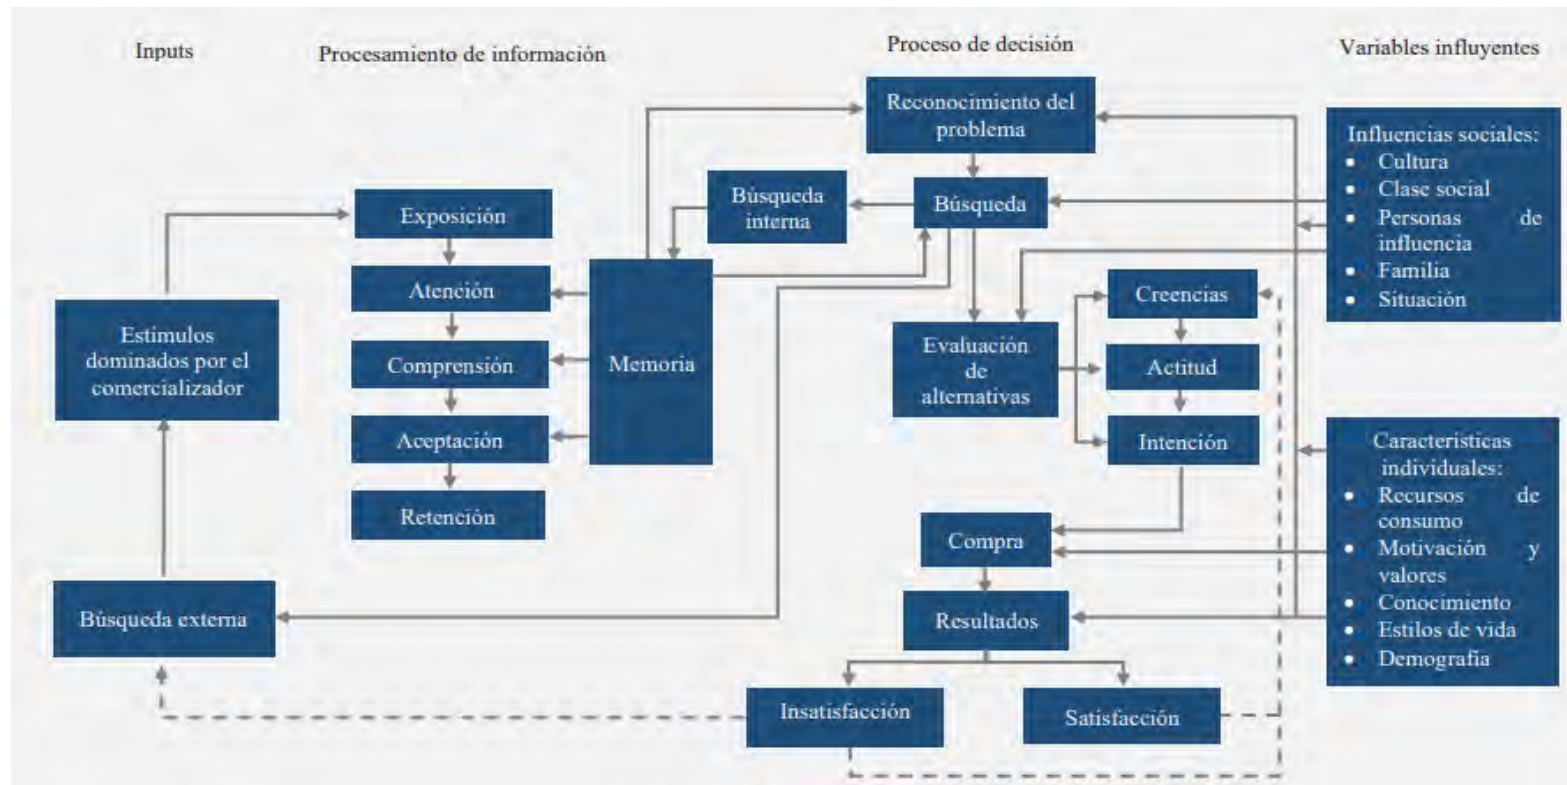 Inputs
Procesamiento de información
Proceso de decisión
Variables influyentes
Estimulos
dominados por el
comercializador
Búsqueda externa
Exposición
Atención
Comprensión
Aceptación
Retención
Memoria
Búsqueda
interna
Reconocimiento del
problema
Búsqueda
Evaluación
de
alternativas
Creencias
Actitud
Intención
Compra
Resultados
Insatisfacción
Satisfacción
Influencias sociales:
• Cultura
• Clase social
• Personas de
influencia
• Familia
• Situación
Características
individuales:
• Recursos de
consumo
• Motivación y
valores
• Conocimiento
• Estilos de vida
• Demografía